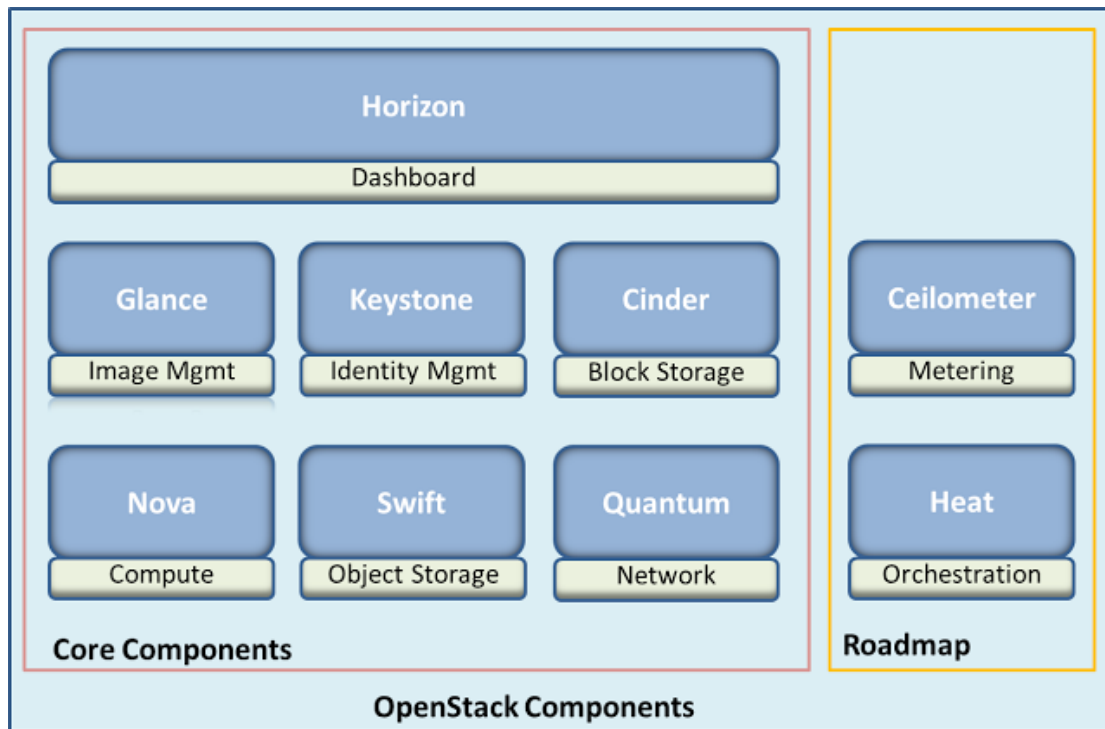 Horizon
Dashboard
Glance
Image Mgmt
Keystone
Identity Mgmt
Cinder
Block Storage
Ceilometer
Metering
Nova
Compute
Swift
Object Storage
Quantum
Network
Heat
Orchestration
Core Components
Roadmap
OpenStack Components